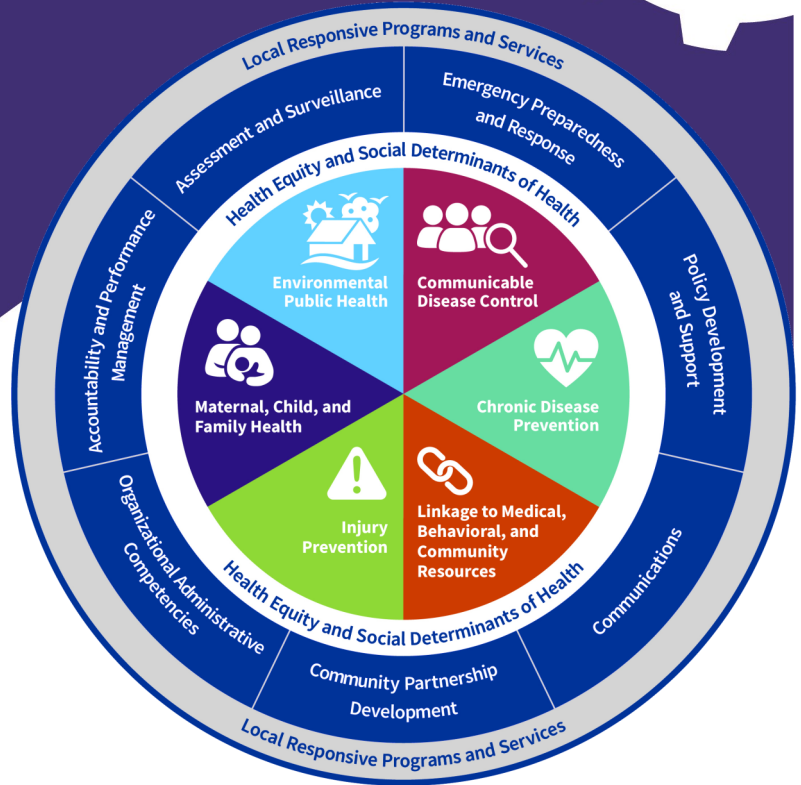 Local Responsive Programs and Services
Assessment and Surveillance
Emergency Preparedness
and Response
Policy Development
and Support
Communications
Community Partnership
Development
Organizational Administrative
Competencies
Accountability and Performance
Management
Health Equity and Social Determinants of Health
Environmental
Public Health
Communicable
Disease Control
Chronic Disease
Prevention
Linkage to Medical,
Behavioral, and
Community
Resources
Injury
Prevention
Maternal, Child, and
Family Health
Health Equity and Social Determinants of Health
Local Responsive Programs and Services